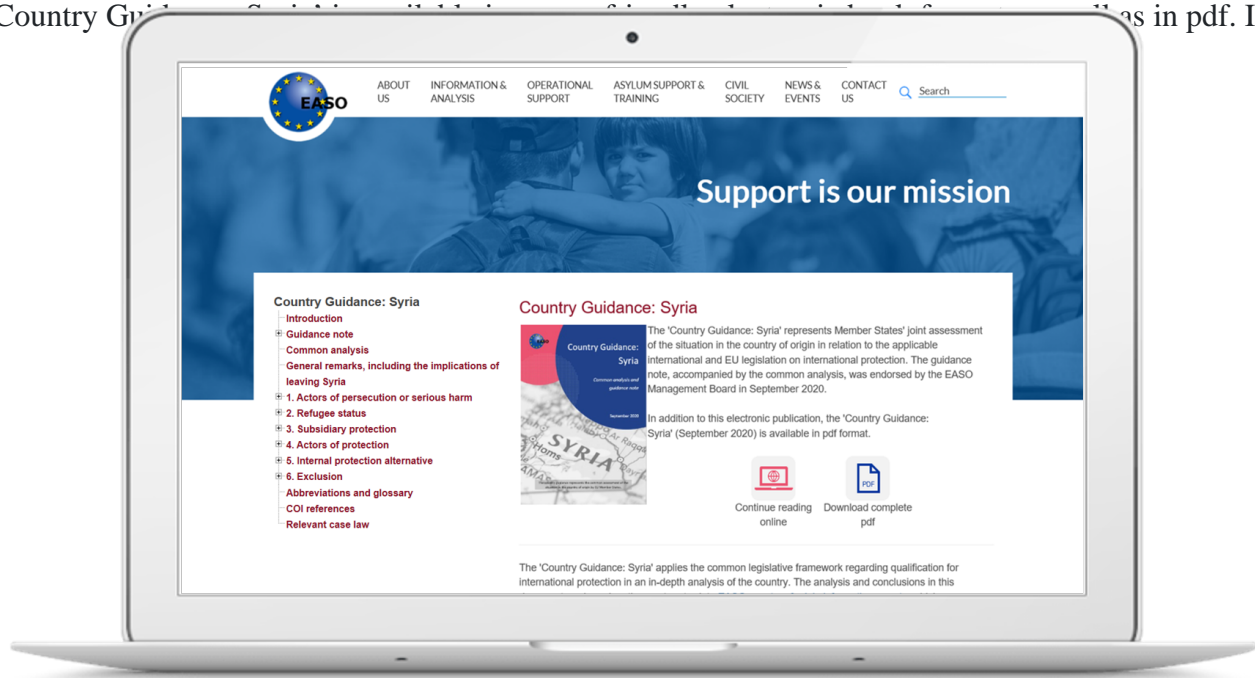 Country
as in pdf. I
EASO
ABOUT US
INFORMATION & ANALYSIS
OPERATIONAL SUPPORT
ASYLUM SUPPORT & TRAINING
CIVIL SOCIETY
NEWS & EVENTS
CONTACT US
Search
Support is our mission
Country Guidance: Syria
Introduction
Guidance note
Common analysis
General remarks, including the implications of
leaving Syria
1. Actors of persecution or serious harm
2. Refugee status
3. Subsidiary protection
4. Actors of protection
5. Internal protection alternative
6. Exclusion
Abbreviations and glossary
COI references
Relevant case law
Country Guidance: Syria
EASO
Country Guidance:
Syria
Common analysis and
guidance note
September 2020
SYRIA
Homs
Ar Raqqa
The 'Country Guidance: Syria' represents Member States' joint assessment
of the situation in the country of origin in relation to the applicable
international and EU legislation on international protection. The guidance
note, accompanied by the common analysis, was endorsed by the EASO
Management Board in September 2020.
In addition to this electronic publication, the 'Country Guidance:
Syria' (September 2020) is available in pdf format.
PDF
Continue reading
online
Download complete
pdf
The 'Country Guidance: Syria' applies the common legislative framework regarding qualification for
international protection in an in-depth analysis of the country. The analysis and conclusions in this